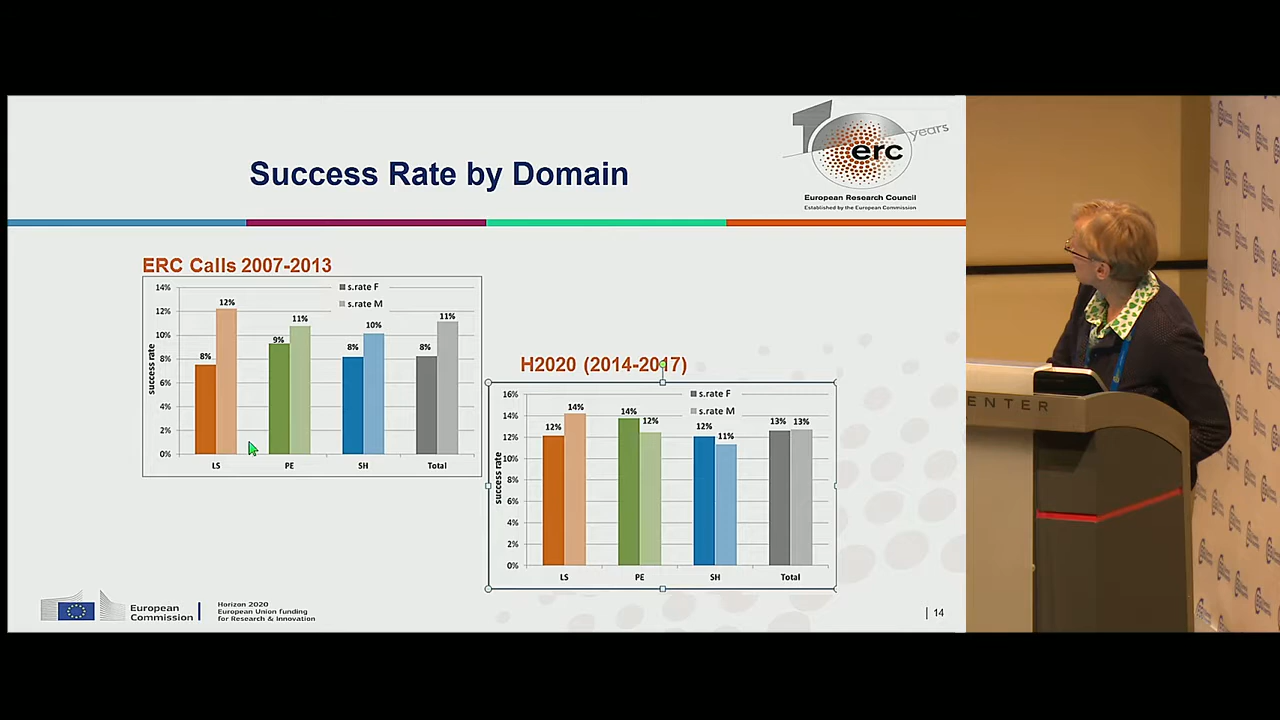 years
erc
European Research Council
Established by the European Commission
Success Rate by Domain
ERC Calls 2007-2013
14%
12%
10%
8%
6%
4%
2%
0%
success rate
s.rate F
s.rate M
8%
12%
9%
11%
8%
10%
8%
11%
LS
PE
SH
Total
H2020 (2014-2017)
16%
14%
12%
10%
8%
6%
4%
2%
0%
success rate
s.rate F
s.rate M
12%
14%
14%
12%
12%
11%
13%
13%
LS
PE
SH
Total
European
Commission
Horizon 2020
European Union funding
for Research & Innovation
| 14
ENTER